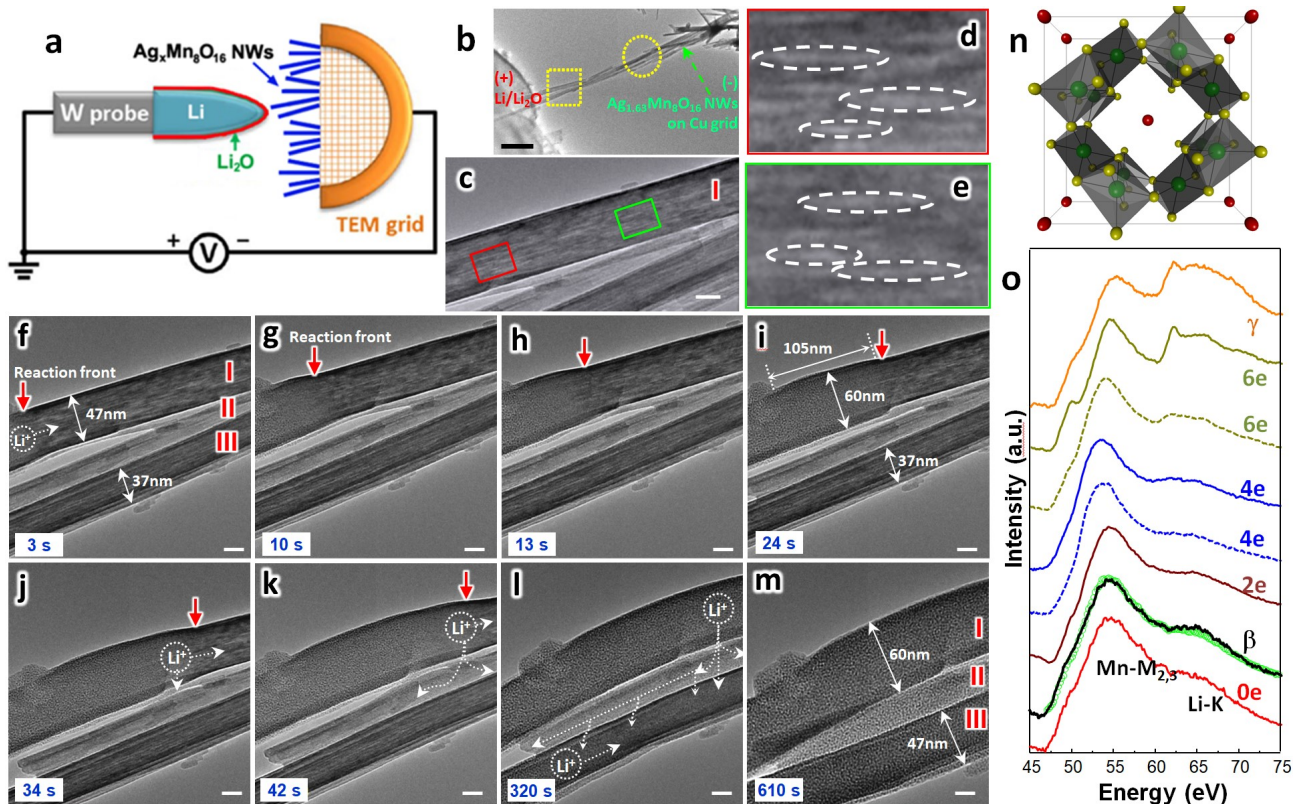 a
AgₓMn₈O₁₆ NWs
W probe
Li
Li₂O
TEM grid
+ V −
b
(+)
Li/Li₂O
(-)
Ag₁.₆₃Mn₈O₁₆ NWs
on Cu grid
c
I
d
e
f
Reaction front
I
47nm
II
Li⁺
III
37nm
3 s
g
Reaction front
10 s
h
13 s
i
105nm
60nm
37nm
24 s
j
Li⁺
34 s
k
Li⁺
42 s
l
Li⁺
Li⁺
320 s
m
I
60nm
II
III
47nm
610 s
n
o
γ
6e
6e
4e
4e
2e
β
Mn-M₂,₃
0e
Li-K
Intensity (a.u.)
45 50 55 60 65 70 75
Energy (eV)